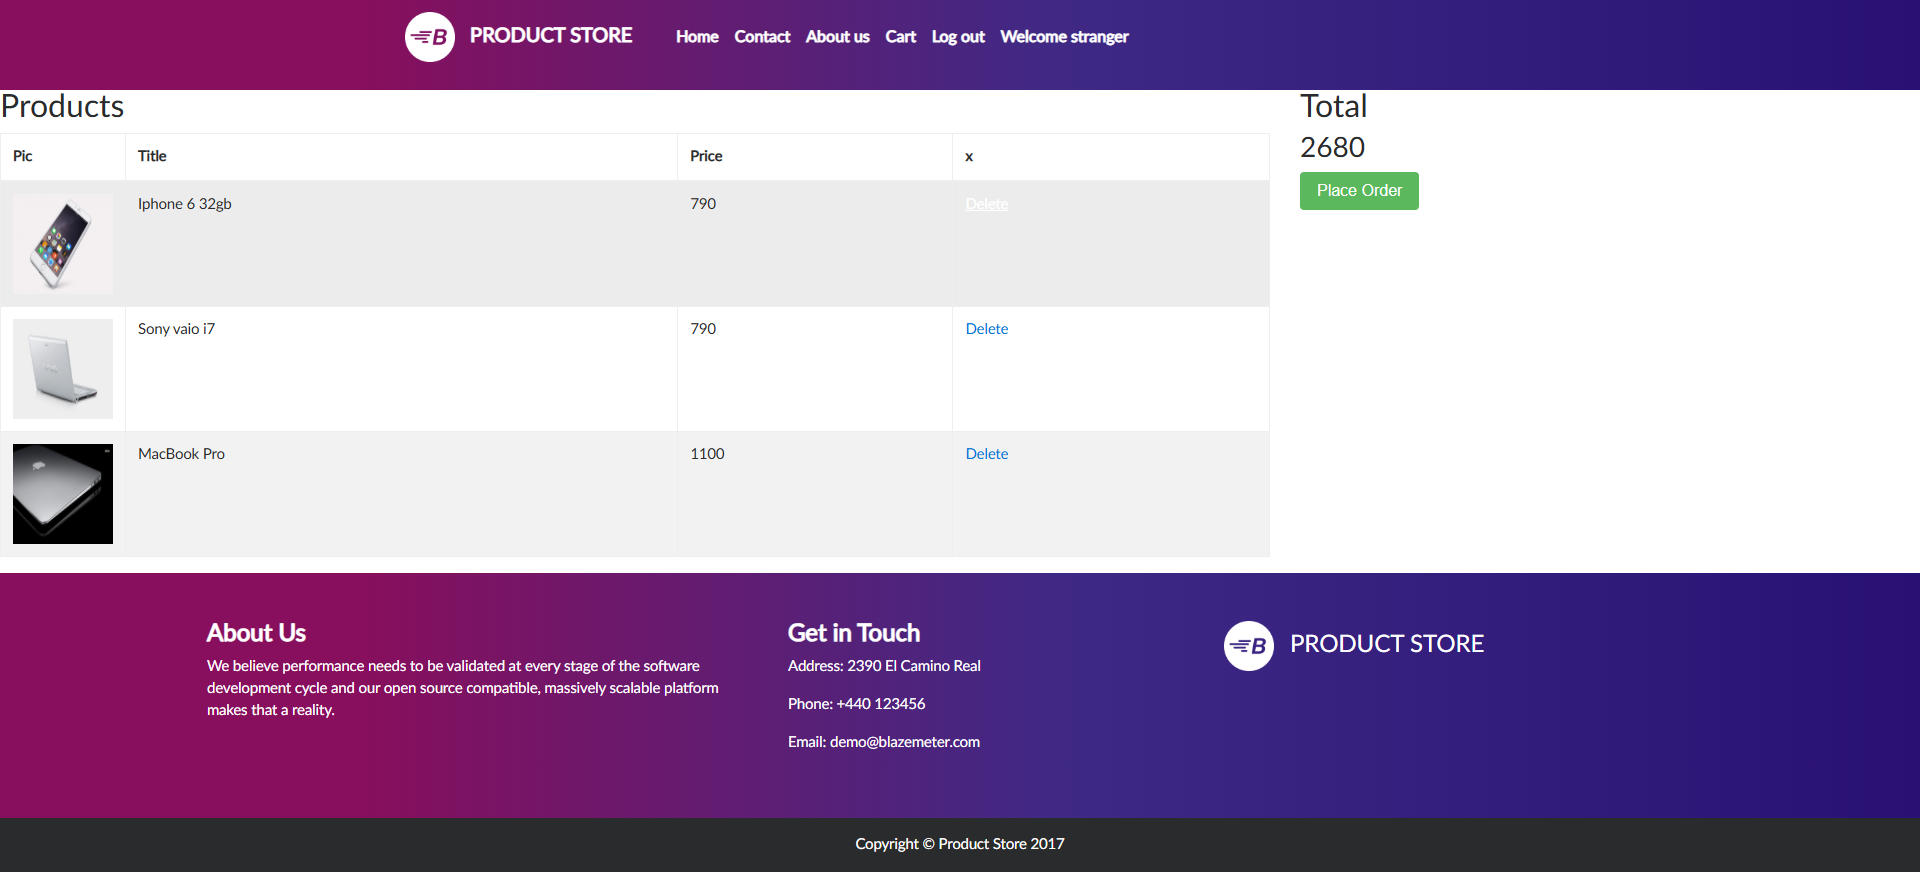 B PRODUCT STORE Home Contact About us Cart Log out Welcome stranger
Products
Total
2680
Place Order
Pic Title Price x
Iphone 6 32gb 790 Delete
Sony vaio i7 790 Delete
MacBook Pro 1100 Delete
About Us
We believe performance needs to be validated at every stage of the software
development cycle and our open source compatible, massively scalable platform
makes that a reality.
Get in Touch
Address: 2390 El Camino Real
Phone: +440 123456
Email: demo@blazemeter.com
B PRODUCT STORE
Copyright © Product Store 2017